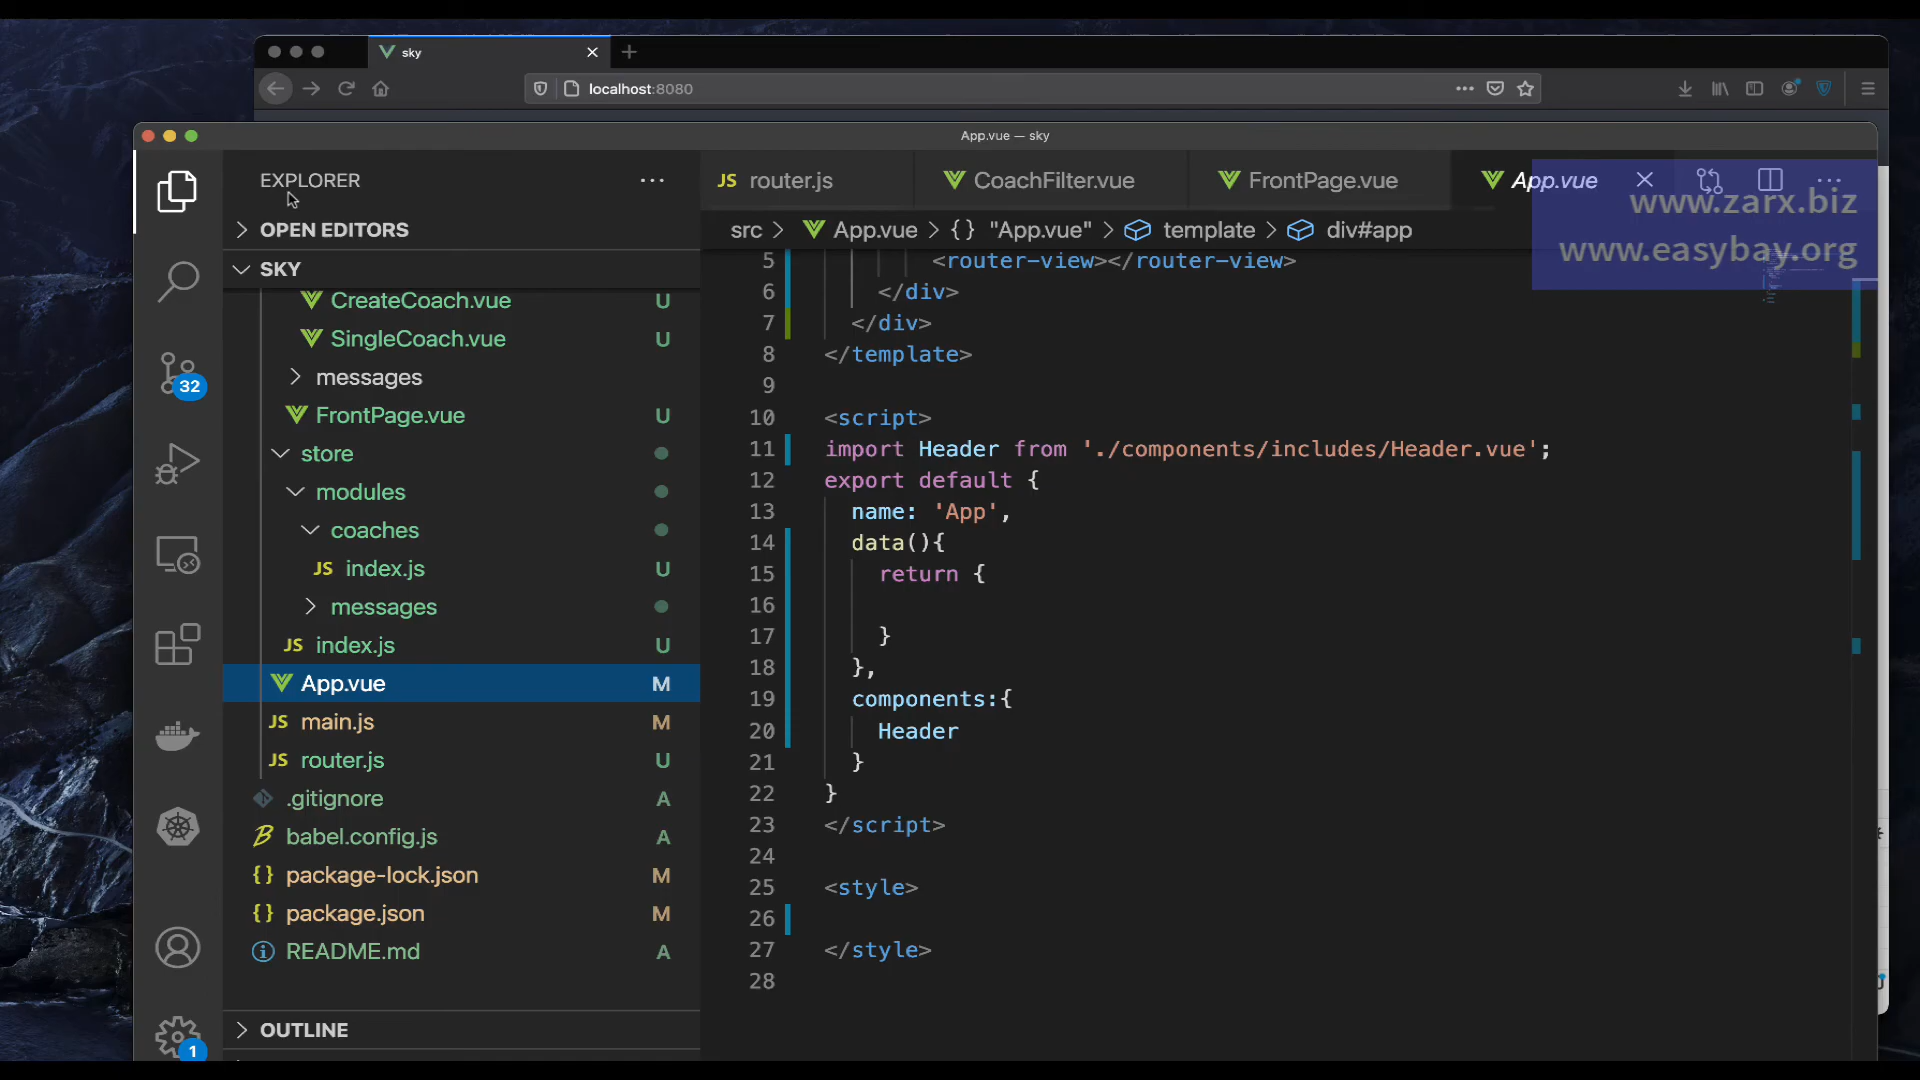 sky
localhost:8080
App.vue — sky
EXPLORER
OPEN EDITORS
SKY
CreateCoach.vue U
SingleCoach.vue U
messages
FrontPage.vue U
store
modules
coaches
JS index.js U
messages
JS index.js U
App.vue M
JS main.js M
JS router.js U
.gitignore A
babel.config.js A
{} package-lock.json M
{} package.json M
README.md A
OUTLINE
32
1
JS router.js
CoachFilter.vue
FrontPage.vue
App.vue
www.zarx.biz
www.easybay.org
src > App.vue > {} "App.vue" > template > div#app
5 <router-view></router-view>
6 </div>
7 </div>
8 </template>
9
10 <script>
11 import Header from './components/includes/Header.vue';
12 export default {
13 name: 'App',
14 data(){
15 return {
16
17 }
18 },
19 components:{
20 Header
21 }
22 }
23 </script>
24
25 <style>
26
27 </style>
28